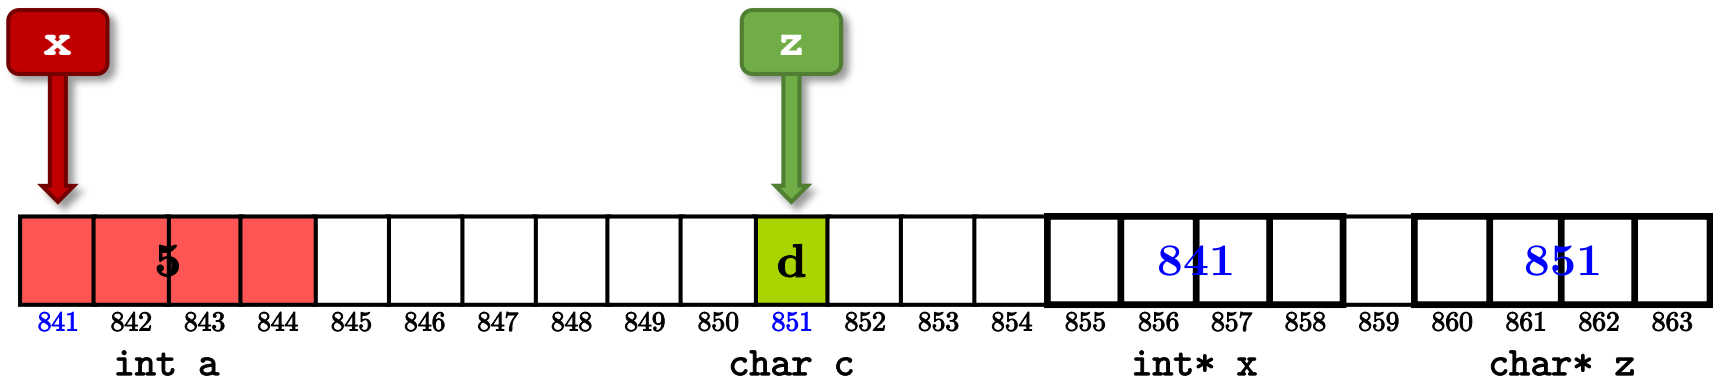 x z
5 d 841 851
841 842 843 844 845 846 847 848 849 850 851 852 853 854 855 856 857 858 859 860 861 862 863
int a char c int* x char* z